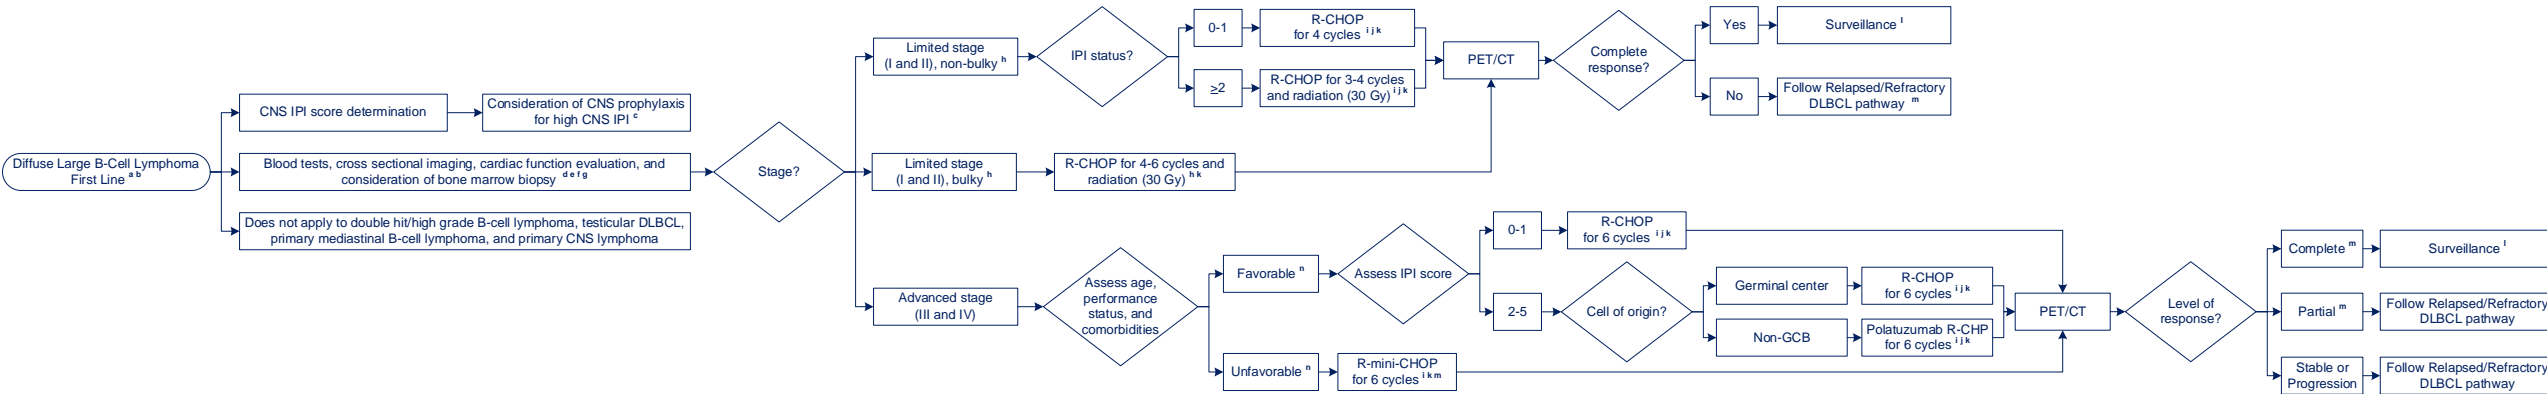 Diffuse Large B-Cell Lymphoma
First Line a b
CNS IPI score determination
Consideration of CNS prophylaxis
for high CNS IPI c
Blood tests, cross sectional imaging, cardiac function evaluation, and
consideration of bone marrow biopsy d e f g
Does not apply to double hit/high grade B-cell lymphoma, testicular DLBCL,
primary mediastinal B-cell lymphoma, and primary CNS lymphoma
Stage?
Limited stage
(I and II), non-bulky h
IPI status?
0-1
R-CHOP
for 4 cycles i j k
≥2
R-CHOP for 3-4 cycles
and radiation (30 Gy) i j k
PET/CT
Complete
response?
Yes
Surveillance l
No
Follow Relapsed/Refractory
DLBCL pathway m
Limited stage
(I and II), bulky h
R-CHOP for 4-6 cycles and
radiation (30 Gy) h k
Advanced stage
(III and IV)
Assess age,
performance
status, and
comorbidities
Favorable n
Assess IPI score
0-1
R-CHOP
for 6 cycles i j k
2-5
Cell of origin?
Germinal center
R-CHOP
for 6 cycles i j k
Non-GCB
Polatuzumab R-CHP
for 6 cycles i j k
Unfavorable n
R-mini-CHOP
for 6 cycles i k m
PET/CT
Level of
response?
Complete m
Surveillance l
Partial m
Follow Relapsed/Refractory
DLBCL pathway
Stable or
Progression
Follow Relapsed/Refractory
DLBCL pathway